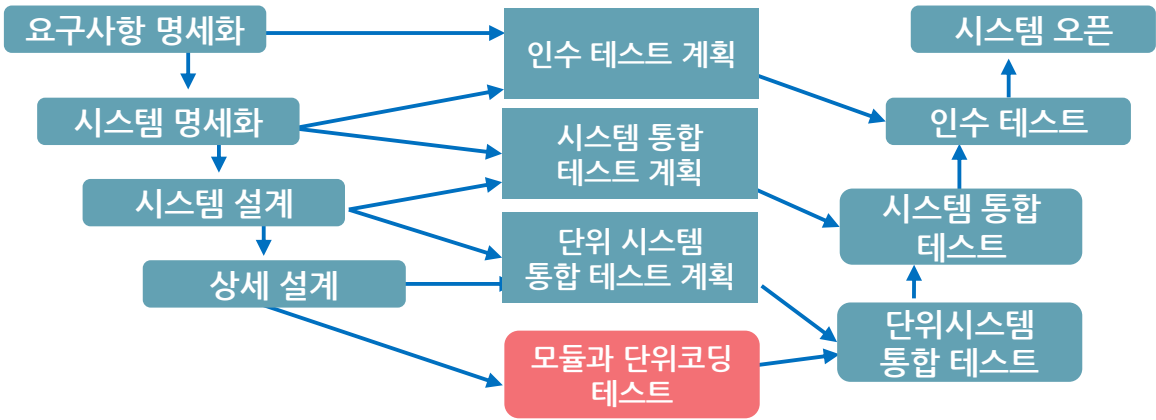 요구사항 명세화
시스템 명세화
시스템 설계
상세 설계
인수 테스트 계획
시스템 통합
테스트 계획
단위 시스템
통합 테스트 계획
모듈과 단위코딩
테스트
시스템 오픈
인수 테스트
시스템 통합
테스트
단위시스템
통합 테스트